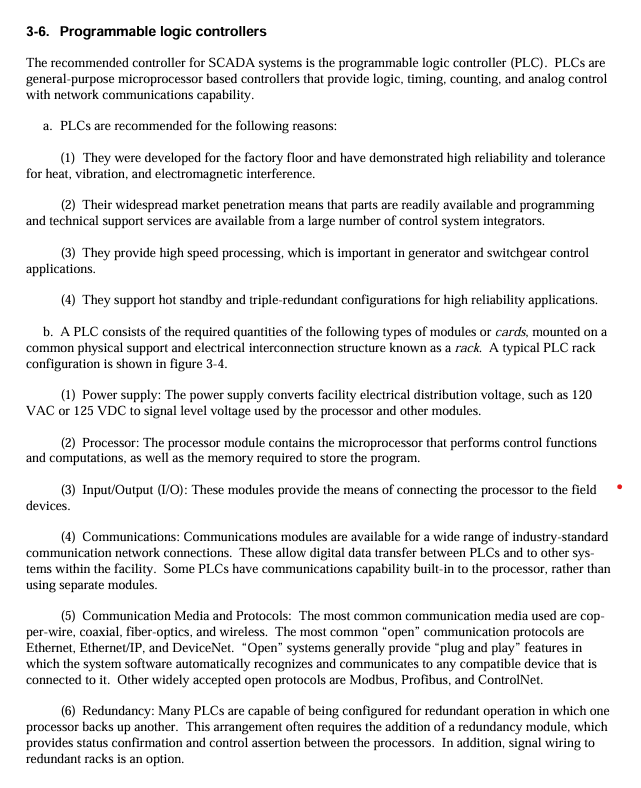 3-6. Programmable logic controllers
The recommended controller for SCADA systems is the programmable logic controller (PLC). PLCs are
general-purpose microprocessor based controllers that provide logic, timing, counting, and analog control
with network communications capability.
a. PLCs are recommended for the following reasons:
(1) They were developed for the factory floor and have demonstrated high reliability and tolerance
for heat, vibration, and electromagnetic interference.
(2) Their widespread market penetration means that parts are readily available and programming
and technical support services are available from a large number of control system integrators.
(3) They provide high speed processing, which is important in generator and switchgear control
applications.
(4) They support hot standby and triple-redundant configurations for high reliability applications.
b. A PLC consists of the required quantities of the following types of modules or cards, mounted on a
common physical support and electrical interconnection structure known as a rack. A typical PLC rack
configuration is shown in figure 3-4.
(1) Power supply: The power supply converts facility electrical distribution voltage, such as 120
VAC or 125 VDC to signal level voltage used by the processor and other modules.
(2) Processor: The processor module contains the microprocessor that performs control functions
and computations, as well as the memory required to store the program.
(3) Input/Output (I/O): These modules provide the means of connecting the processor to the field
devices.
(4) Communications: Communications modules are available for a wide range of industry-standard
communication network connections. These allow digital data transfer between PLCs and to other sys-
tems within the facility. Some PLCs have communications capability built-in to the processor, rather than
using separate modules.
(5) Communication Media and Protocols: The most common communication media used are cop-
per-wire, coaxial, fiber-optics, and wireless. The most common “open” communication protocols are
Ethernet, Ethernet/IP, and DeviceNet. “Open” systems generally provide “plug and play” features in
which the system software automatically recognizes and communicates to any compatible device that is
connected to it. Other widely accepted open protocols are Modbus, Profibus, and ControlNet.
(6) Redundancy: Many PLCs are capable of being configured for redundant operation in which one
processor backs up another. This arrangement often requires the addition of a redundancy module, which
provides status confirmation and control assertion between the processors. In addition, signal wiring to
redundant racks is an option.